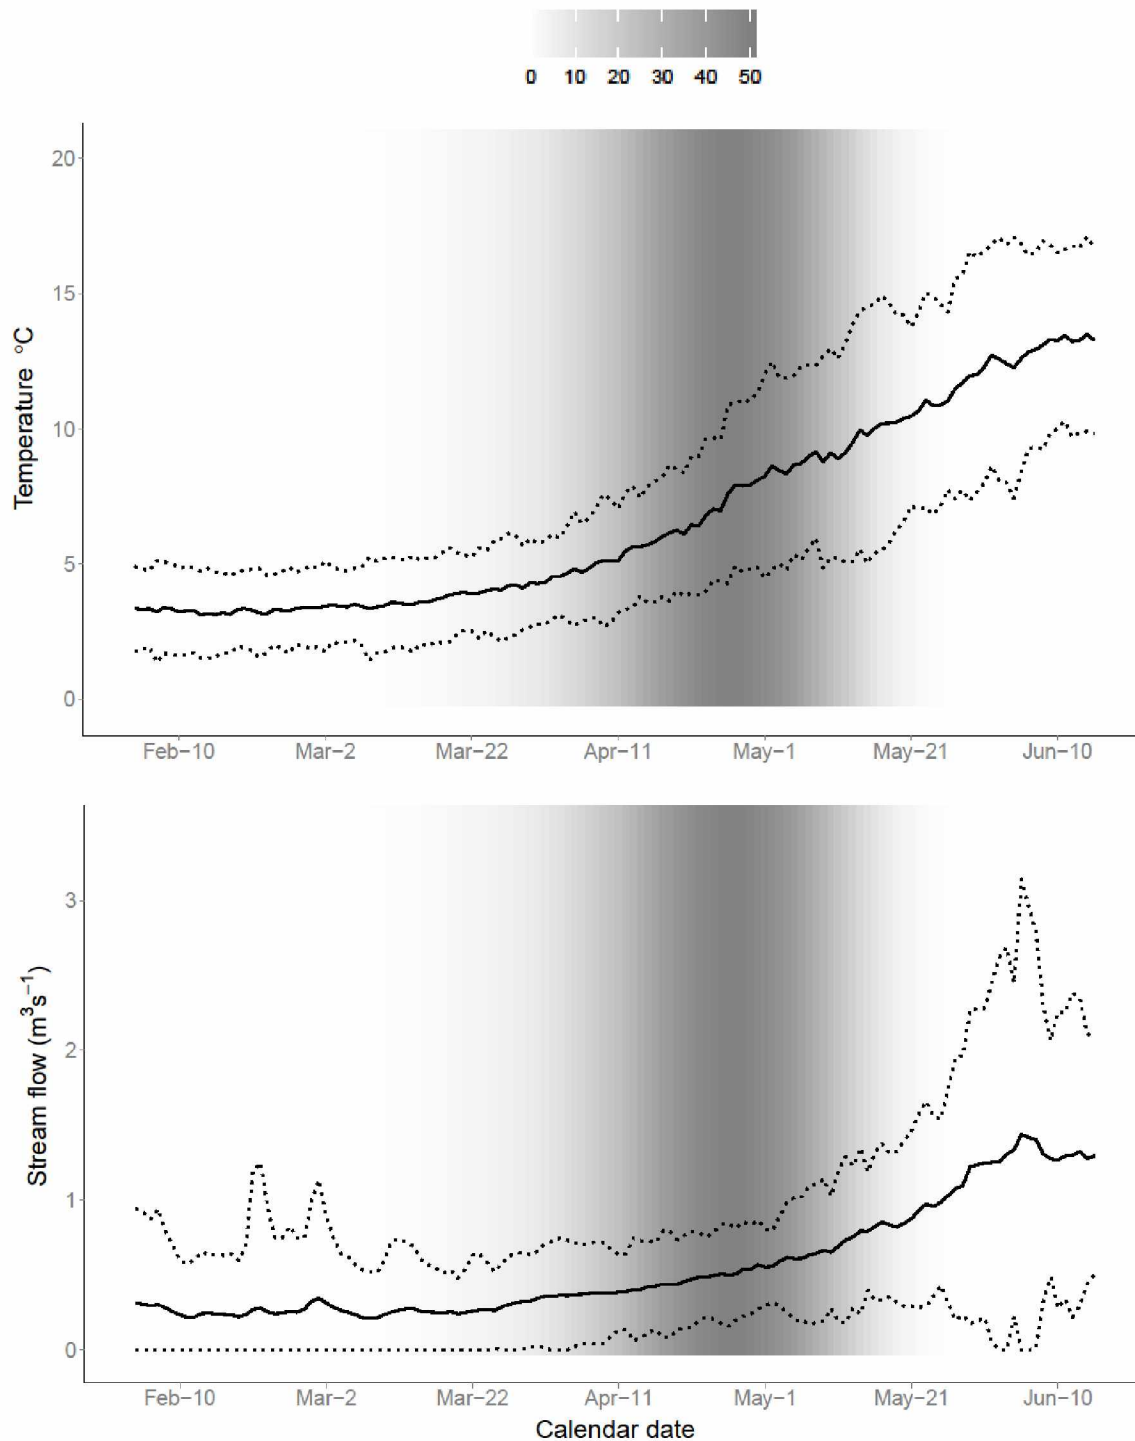 0 10 20 30 40 50
Temperature °C
20
15
10
5
0
Feb−10 Mar−2 Mar−22 Apr−11 May−1 May−21 Jun−10
Stream flow (m³s⁻¹)
3
2
1
0
Feb−10 Mar−2 Mar−22 Apr−11 May−1 May−21 Jun−10
Calendar date